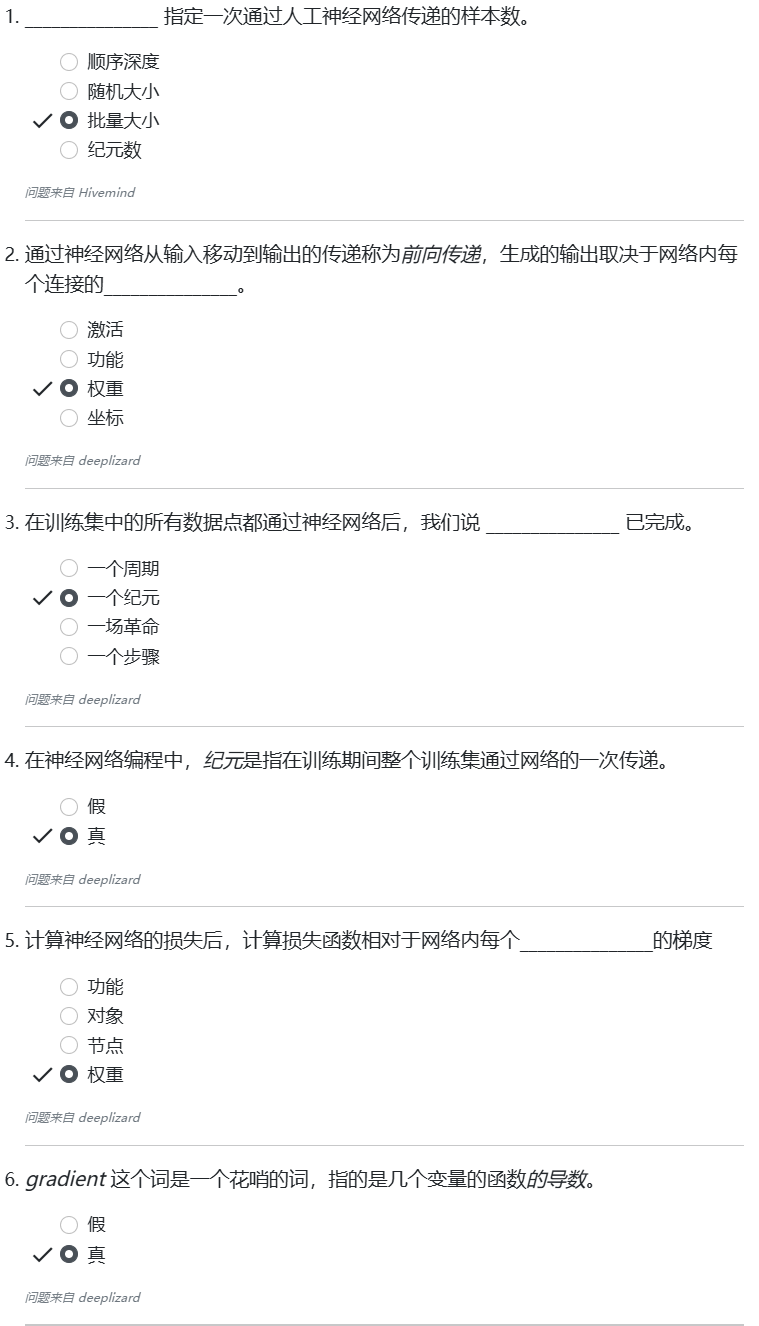 1. _______________ 指定一次通过人工神经网络传递的样本数。
顺序深度
随机大小
批量大小
纪元数
问题来自 Hivemind
2. 通过神经网络从输入移动到输出的传递称为前向传递，生成的输出取决于网络内每
个连接的_______________。
激活
功能
权重
坐标
问题来自 deeplizard
3. 在训练集中的所有数据点都通过神经网络后，我们说 _______________ 已完成。
一个周期
一个纪元
一场革命
一个步骤
问题来自 deeplizard
4. 在神经网络编程中，纪元是指在训练期间整个训练集通过网络的一次传递。
假
真
问题来自 deeplizard
5. 计算神经网络的损失后，计算损失函数相对于网络内每个_______________的梯度
功能
对象
节点
权重
问题来自 deeplizard
6. gradient 这个词是一个花哨的词，指的是几个变量的函数的导数。
假
真
问题来自 deeplizard